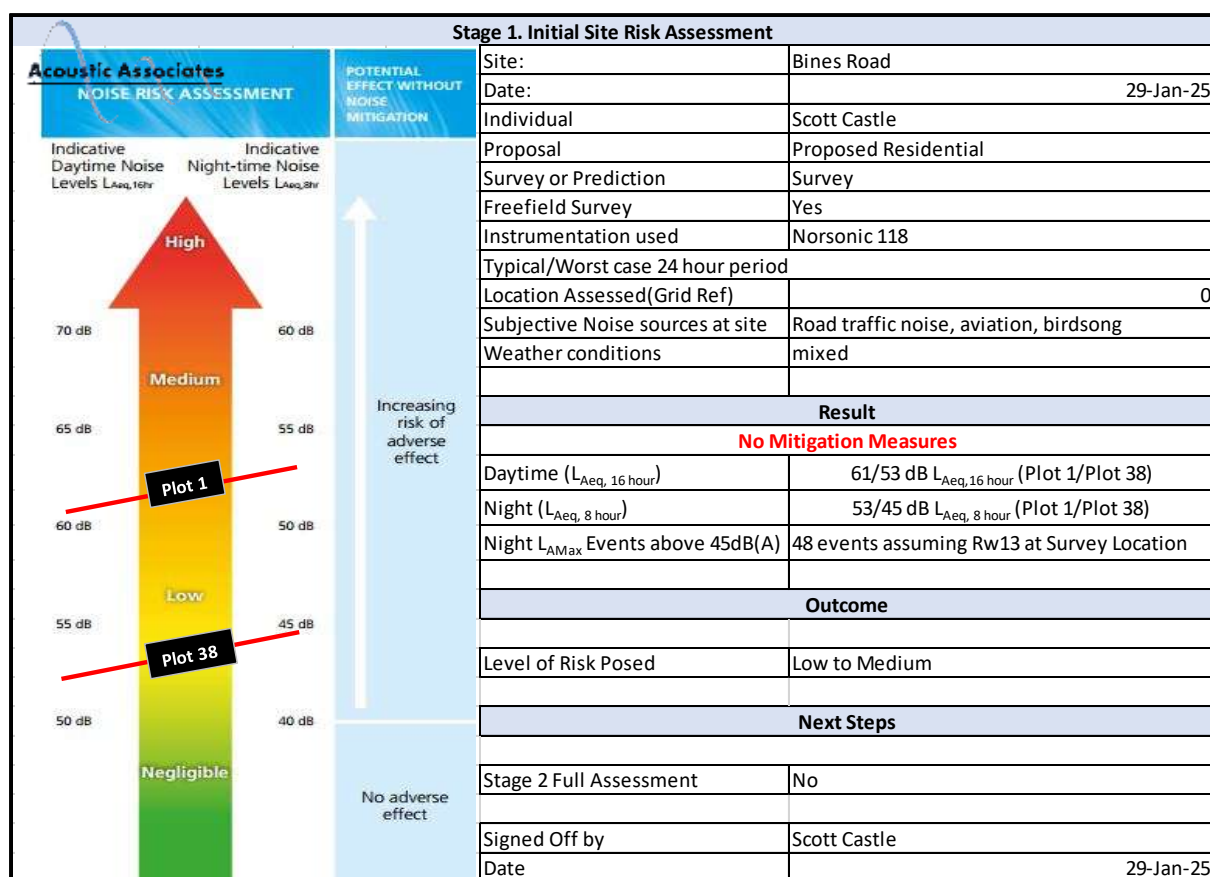 Stage 1. Initial Site Risk Assessment
Acoustic Associates
NOISE RISK ASSESSMENT
POTENTIAL
EFFECT WITHOUT
NOISE
MITIGATION
Indicative
Daytime Noise
Levels LAeq,16hr
Indicative
Night-time Noise
Levels LAeq,8hr
High
70 dB
60 dB
Medium
65 dB
55 dB
Plot 1
60 dB
50 dB
Low
55 dB
45 dB
Plot 38
50 dB
40 dB
Negligible
Increasing
risk of
adverse
effect
No adverse
effect
Site: Bines Road
Date: 29-Jan-25
Individual Scott Castle
Proposal Proposed Residential
Survey or Prediction Survey
Freefield Survey Yes
Instrumentation used Norsonic 118
Typical/Worst case 24 hour period
Location Assessed(Grid Ref) 0
Subjective Noise sources at site Road traffic noise, aviation, birdsong
Weather conditions mixed
Result
No Mitigation Measures
Daytime (LAeq, 16 hour) 61/53 dB LAeq,16 hour (Plot 1/Plot 38)
Night (LAeq, 8 hour) 53/45 dB LAeq, 8 hour (Plot 1/Plot 38)
Night LAMax Events above 45dB(A) 48 events assuming Rw13 at Survey Location
Outcome
Level of Risk Posed Low to Medium
Next Steps
Stage 2 Full Assessment No
Signed Off by Scott Castle
Date 29-Jan-25